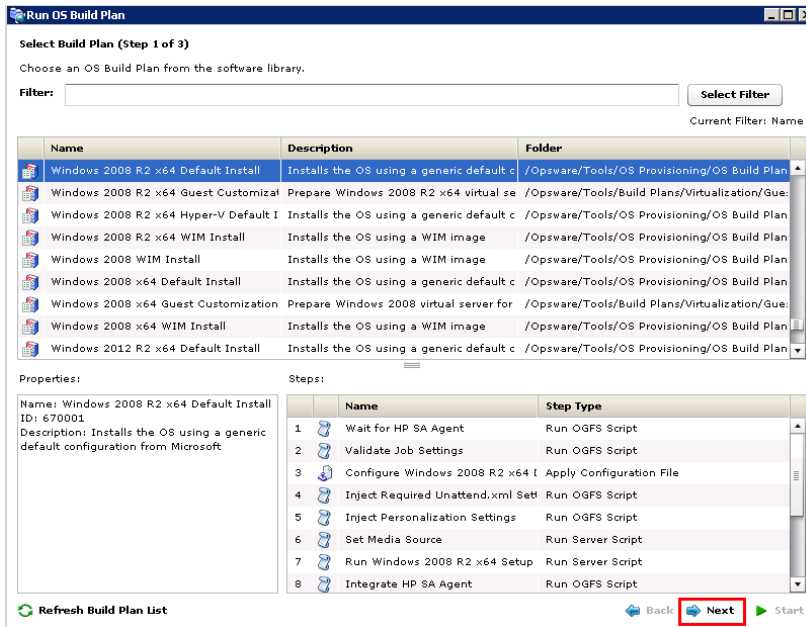 Run OS Build Plan
Select Build Plan (Step 1 of 3)
Choose an OS Build Plan from the software library.
Filter:
Select Filter
Current Filter: Name
Name Description Folder
Windows 2008 R2 x64 Default Install Installs the OS using a generic default c /Opsware/Tools/OS Provisioning/OS Build Plan
Windows 2008 R2 x64 Guest Customizat Prepare Windows 2008 R2 x64 virtual se /Opsware/Tools/Build Plans/Virtualization/Gue
Windows 2008 R2 x64 Hyper-V Default I Installs the OS using a generic default c /Opsware/Tools/OS Provisioning/OS Build Plan
Windows 2008 R2 x64 WIM Install Installs the OS using a WIM image /Opsware/Tools/OS Provisioning/OS Build Plan
Windows 2008 WIM Install Installs the OS using a WIM image /Opsware/Tools/OS Provisioning/OS Build Plan
Windows 2008 x64 Default Install Installs the OS using a generic default c /Opsware/Tools/OS Provisioning/OS Build Plan
Windows 2008 x64 Guest Customization Prepare Windows 2008 virtual server for /Opsware/Tools/Build Plans/Virtualization/Gue
Windows 2008 x64 WIM Install Installs the OS using a WIM image /Opsware/Tools/OS Provisioning/OS Build Plan
Windows 2012 R2 x64 Default Install Installs the OS using a generic default c /Opsware/Tools/OS Provisioning/OS Build Plan
Properties:
Name: Windows 2008 R2 x64 Default Install
ID: 670001
Description: Installs the OS using a generic
default configuration from Microsoft
Steps:
Name Step Type
1 Wait for HP SA Agent Run OGFS Script
2 Validate Job Settings Run OGFS Script
3 Configure Windows 2008 R2 x64 Apply Configuration File
4 Inject Required Unattend.xml Sett Run OGFS Script
5 Inject Personalization Settings Run OGFS Script
6 Set Media Source Run Server Script
7 Run Windows 2008 R2 x64 Setup Run Server Script
8 Integrate HP SA Agent Run OGFS Script
Refresh Build Plan List
Back Next Start